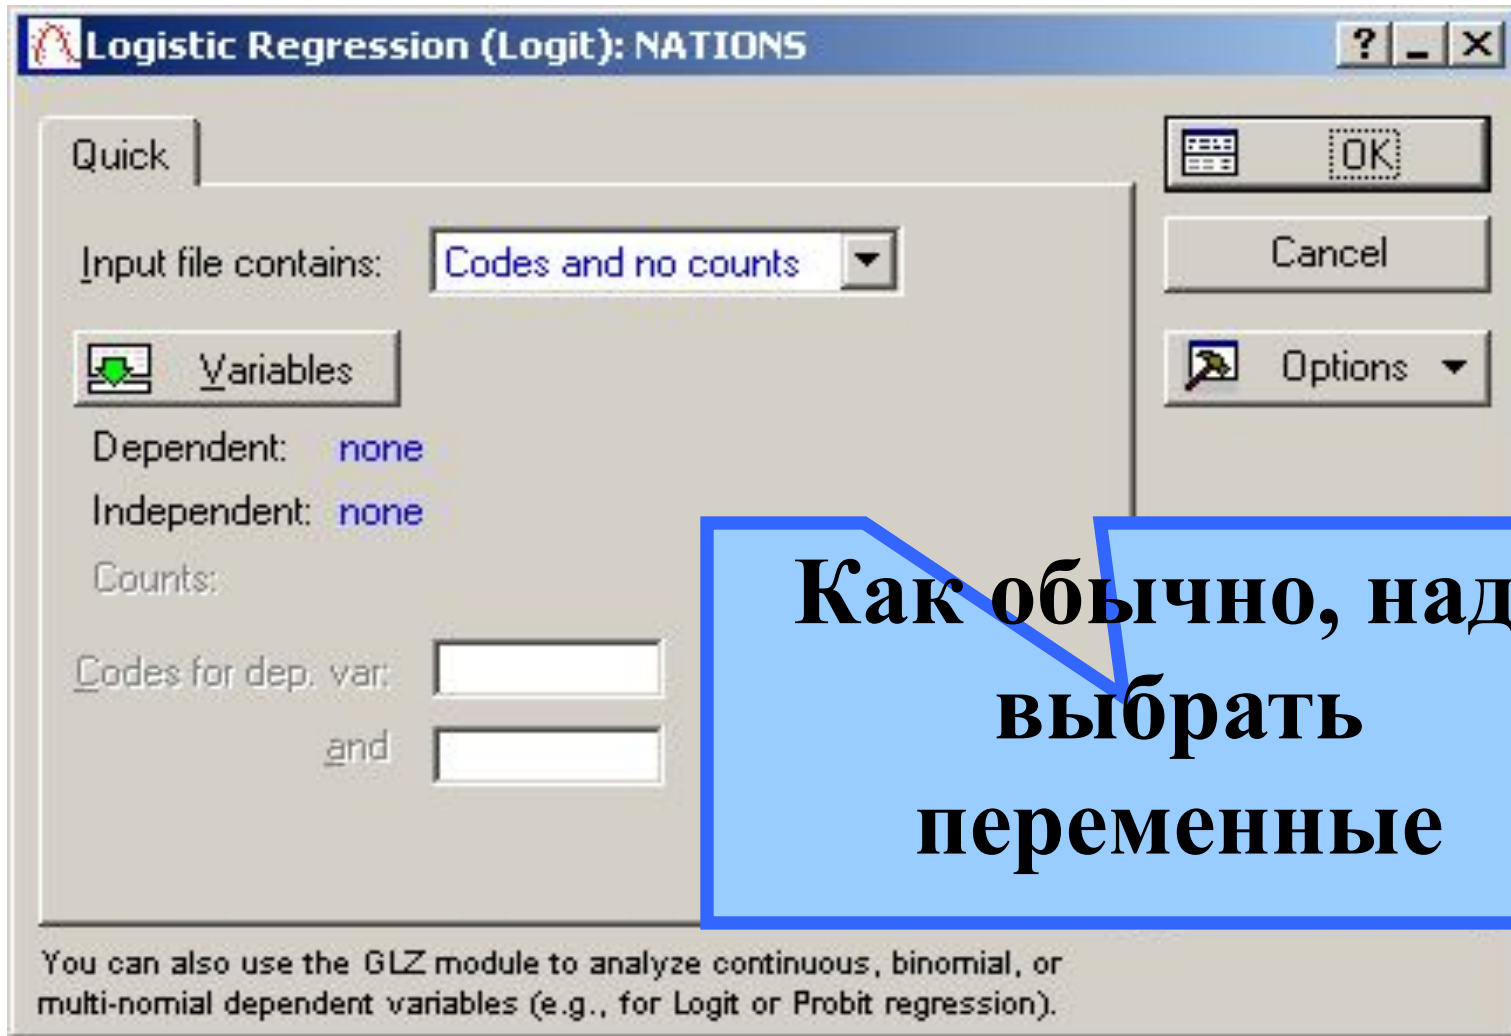 Logistic Regression (Logit): NATIONS
Quick
OK
Input file contains: Codes and no counts
Cancel
Variables
Options
Dependent: none
Independent: none
Counts:
Codes for dep. var:
and
Как обычно, над
выбрать
переменные
You can also use the GLZ module to analyze continuous, binomial, or
multi-nomial dependent variables (e.g., for Logit or Probit regression).